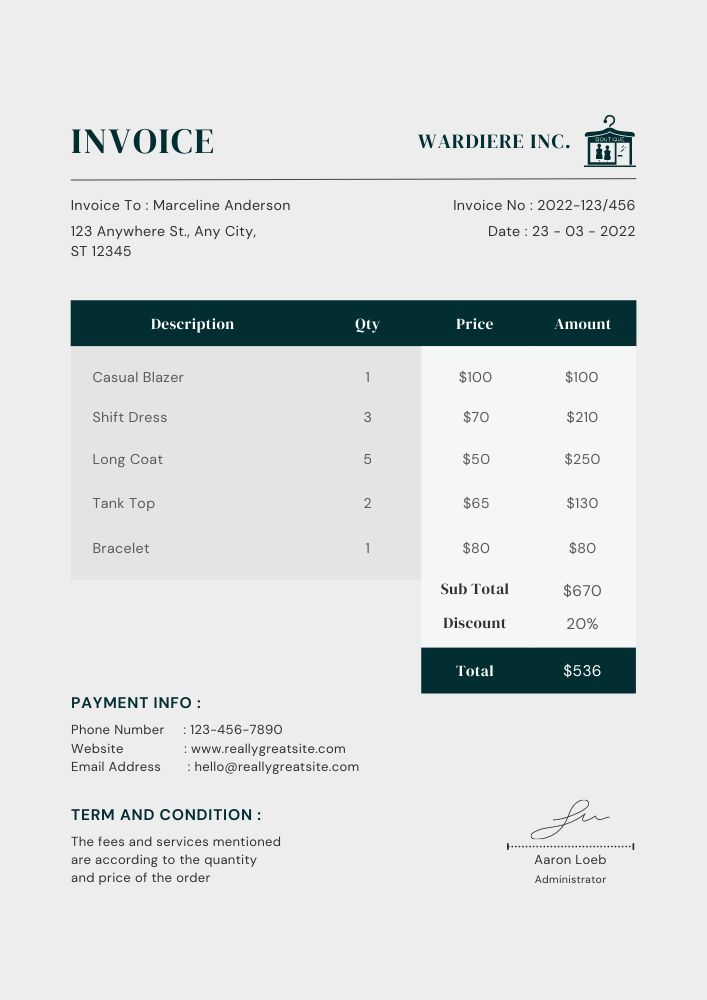 INVOICE
WARDIERE INC.
BOUTIQUE
Invoice To : Marceline Anderson
Invoice No : 2022-123/456
123 Anywhere St., Any City,
ST 12345
Date : 23 - 03 - 2022
Description Qty Price Amount
Casual Blazer 1 $100 $100
Shift Dress 3 $70 $210
Long Coat 5 $50 $250
Tank Top 2 $65 $130
Bracelet 1 $80 $80
Sub Total $670
Discount 20%
Total $536
PAYMENT INFO :
Phone Number : 123-456-7890
Website : www.reallygreatsite.com
Email Address : hello@reallygreatsite.com
TERM AND CONDITION :
The fees and services mentioned
are according to the quantity
and price of the order
Aaron Loeb
Administrator